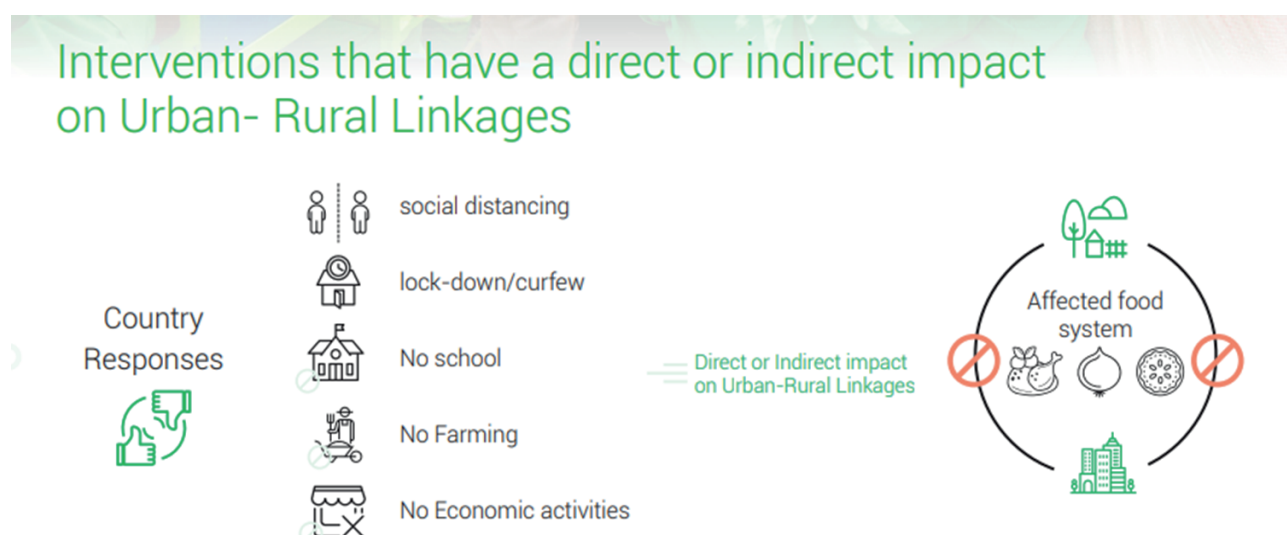 Interventions that have a direct or indirect impact
on Urban- Rural Linkages
Country
Responses
social distancing
lock-down/curfew
No school
No Farming
No Economic activities
Direct or Indirect impact
on Urban-Rural Linkages
Affected food
system